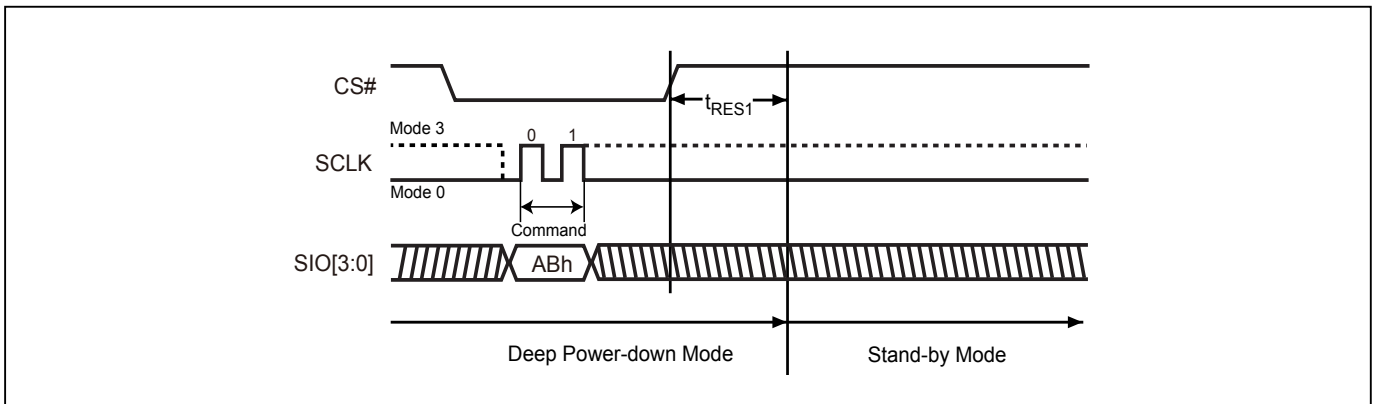 CS#
tRES1
Mode 3
0 1
SCLK
Mode 0
Command
SIO[3:0]
ABh
Deep Power-down Mode
Stand-by Mode